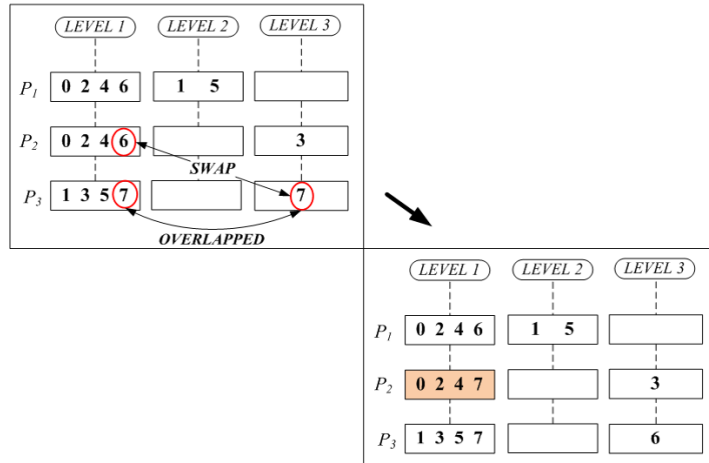 LEVEL 1 LEVEL 2 LEVEL 3
P1 0 2 4 6 1 5
P2 0 2 4 6 3
SWAP
P3 1 3 5 7 7
OVERLAPPED
LEVEL 1 LEVEL 2 LEVEL 3
P1 0 2 4 6 1 5
P2 0 2 4 7 3
P3 1 3 5 7 6